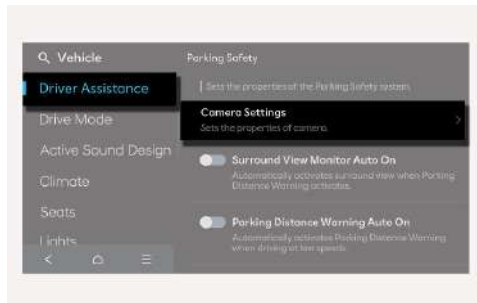 Vehicle
Parking Safety
Driver Assistance
Sets the properties of the Parking Safety system.
Drive Mode
Camera Settings
Sets the properties of camera.
Active Sound Design
Surround View Monitor Auto On
Automatically activates surround view when Parking
Distance Warning activates.
Climate
Seats
Parking Distance Warning Auto On
Automatically activates Parking Distance Warning
when driving at low speeds.
Lights